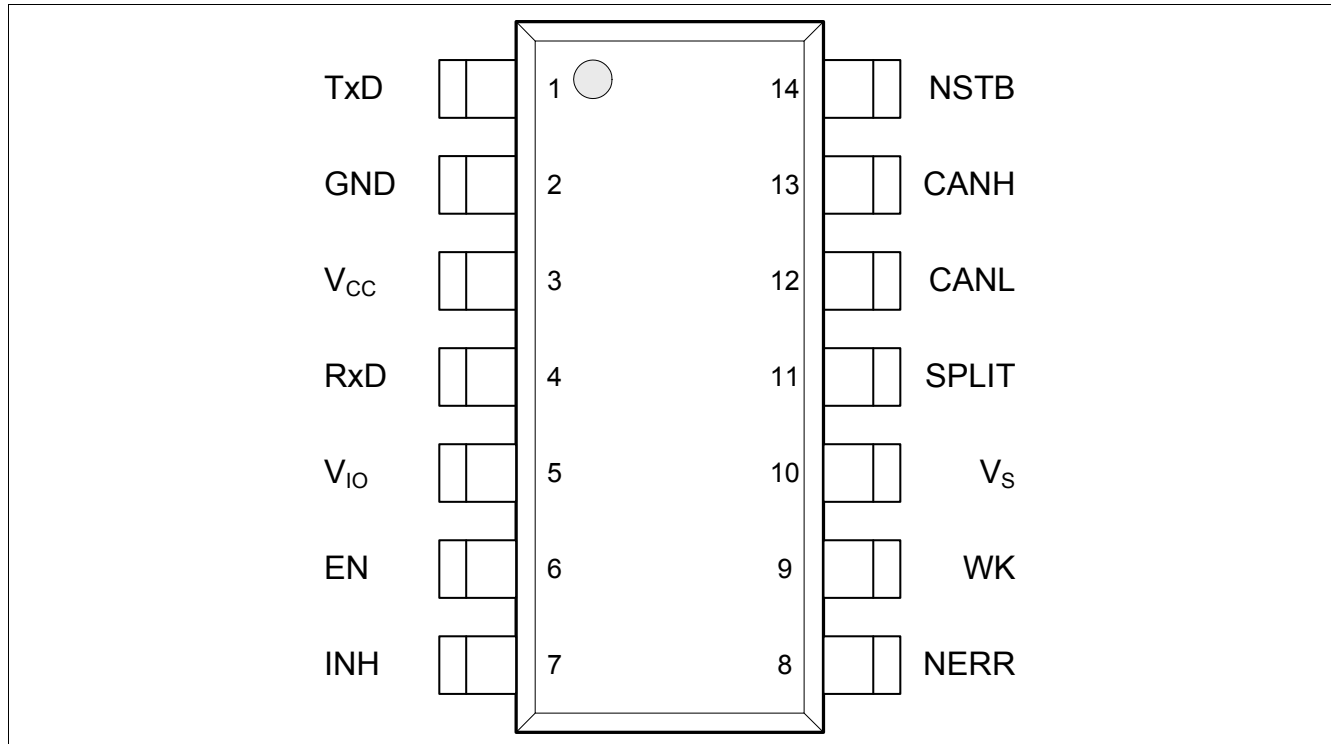 TxD 1 14 NSTB
GND 2 13 CANH
VCC 3 12 CANL
RxD 4 11 SPLIT
VIO 5 10 VS
EN 6 9 WK
INH 7 8 NERR